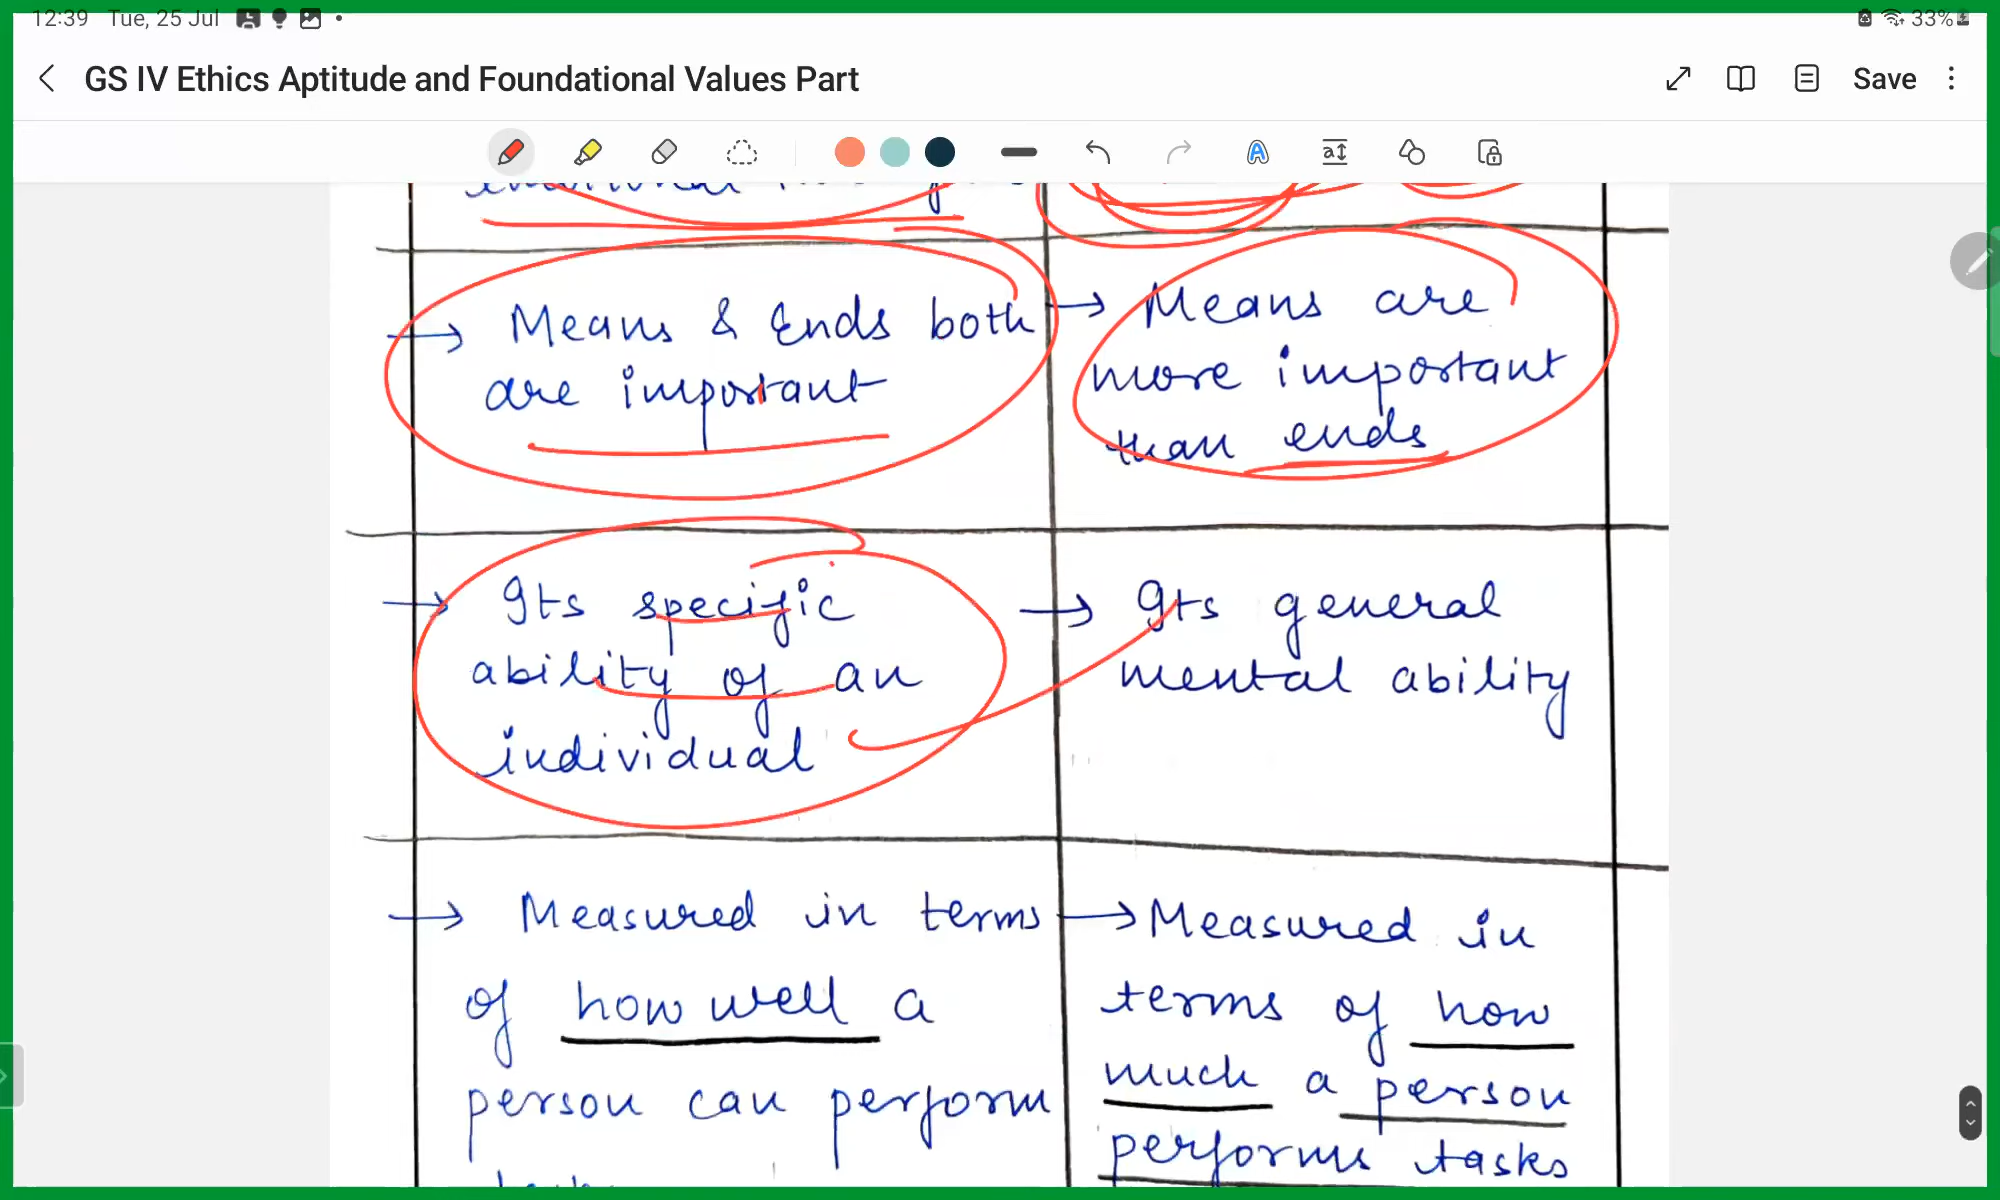 12:39 Tue, 25 Jul
33%
GS IV Ethics Aptitude and Foundational Values Part
Save
→ Means & Ends both
are important
→ Means are
more important
than ends
→ Its specific
ability of an
individual
→ Its general
mental ability
→ Measured in terms
of how well a
person can perform
→ Measured in
terms of how
much a person
performs tasks